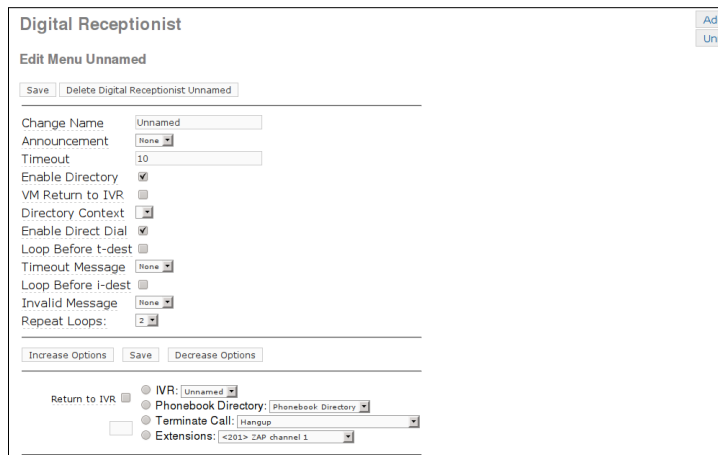 Digital Receptionist
Ad
Un
Edit Menu Unnamed
Save Delete Digital Receptionist Unnamed
Change Name Unnamed
Announcement None
Timeout 10
Enable Directory
VM Return to IVR
Directory Context
Enable Direct Dial
Loop Before t-dest
Timeout Message None
Loop Before i-dest
Invalid Message None
Repeat Loops: 2
Increase Options Save Decrease Options
Return to IVR IVR: Unnamed
Phonebook Directory: Phonebook Directory
Terminate Call: Hangup
Extensions: <201> ZAP channel 1